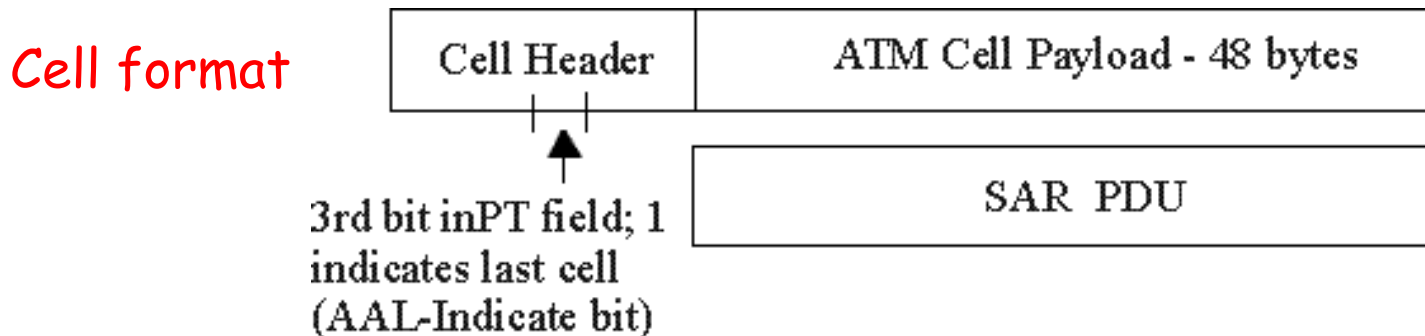 Cell format
Cell Header
ATM Cell Payload - 48 bytes
SAR PDU
3rd bit inPT field; 1
indicates last cell
(AAL-Indicate bit)